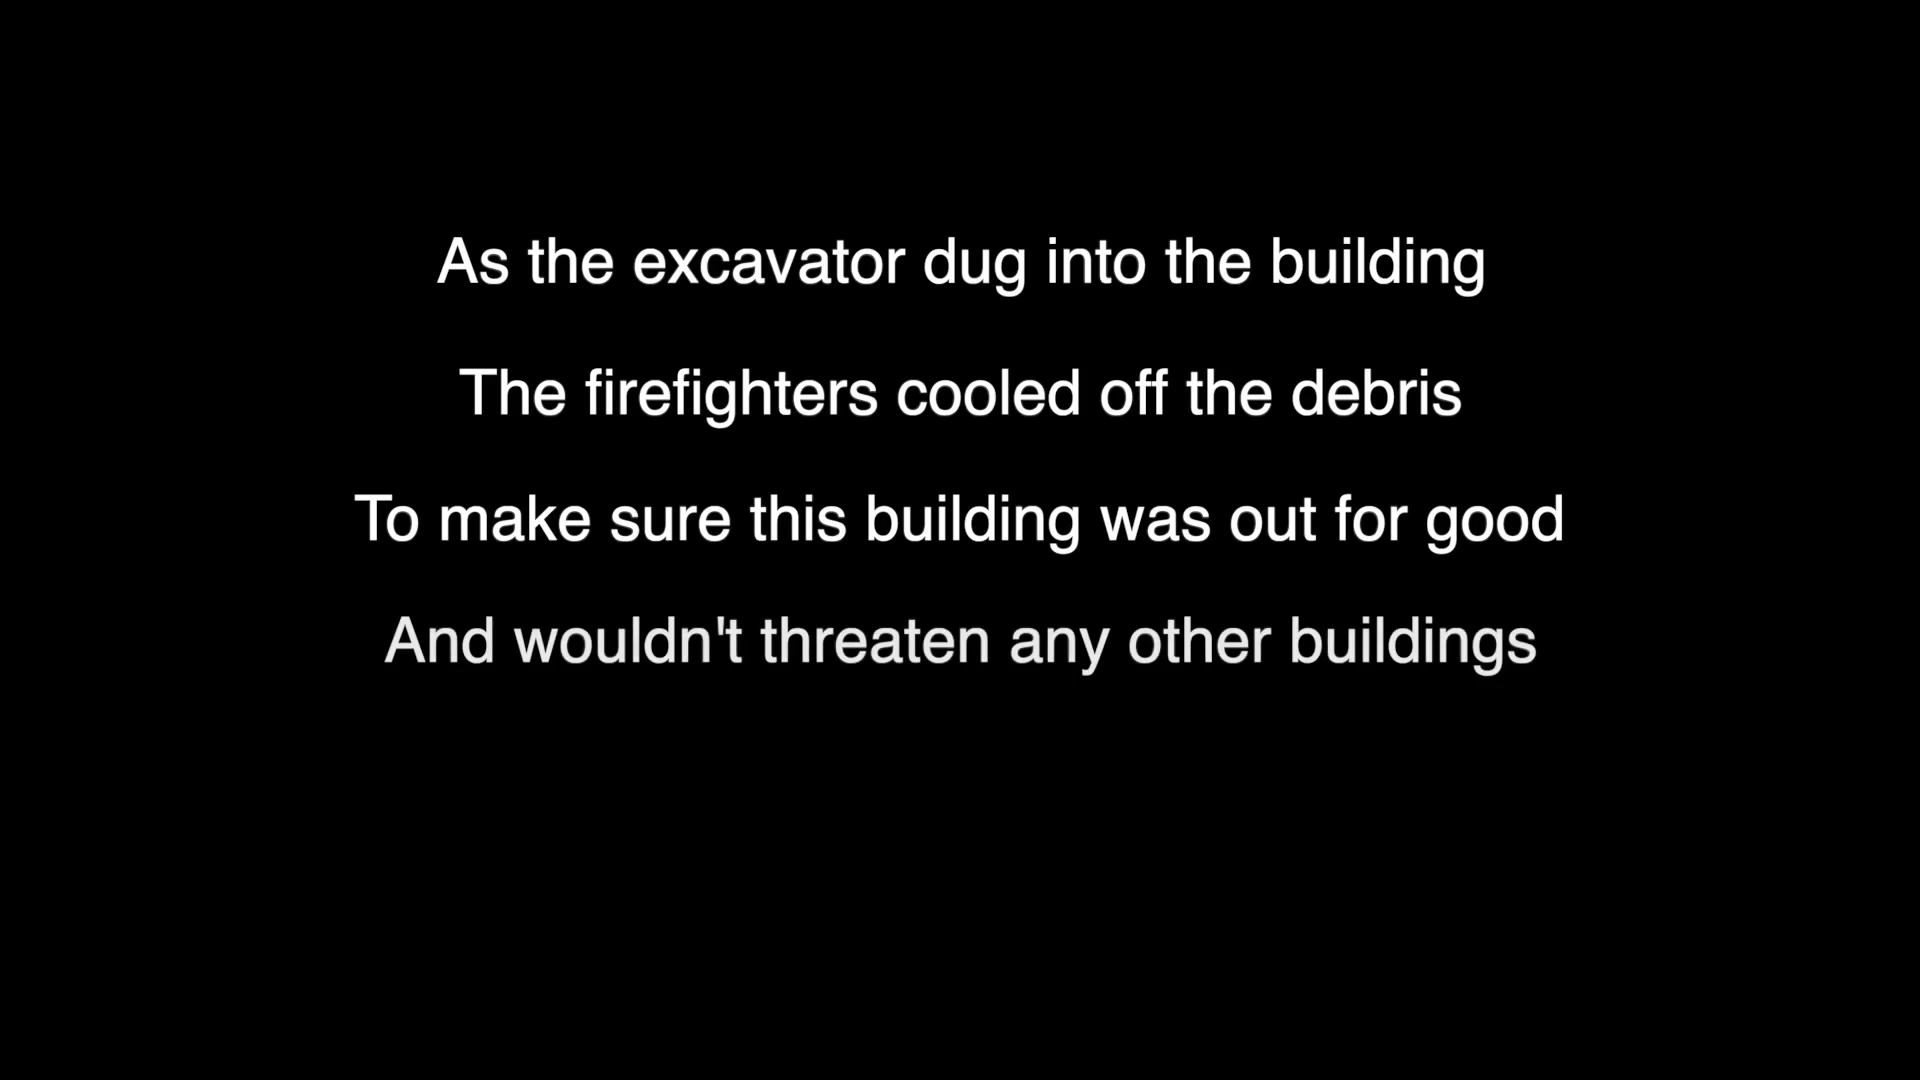 As the excavator dug into the building
The firefighters cooled off the debris
To make sure this building was out for good
And wouldn't threaten any other buildings